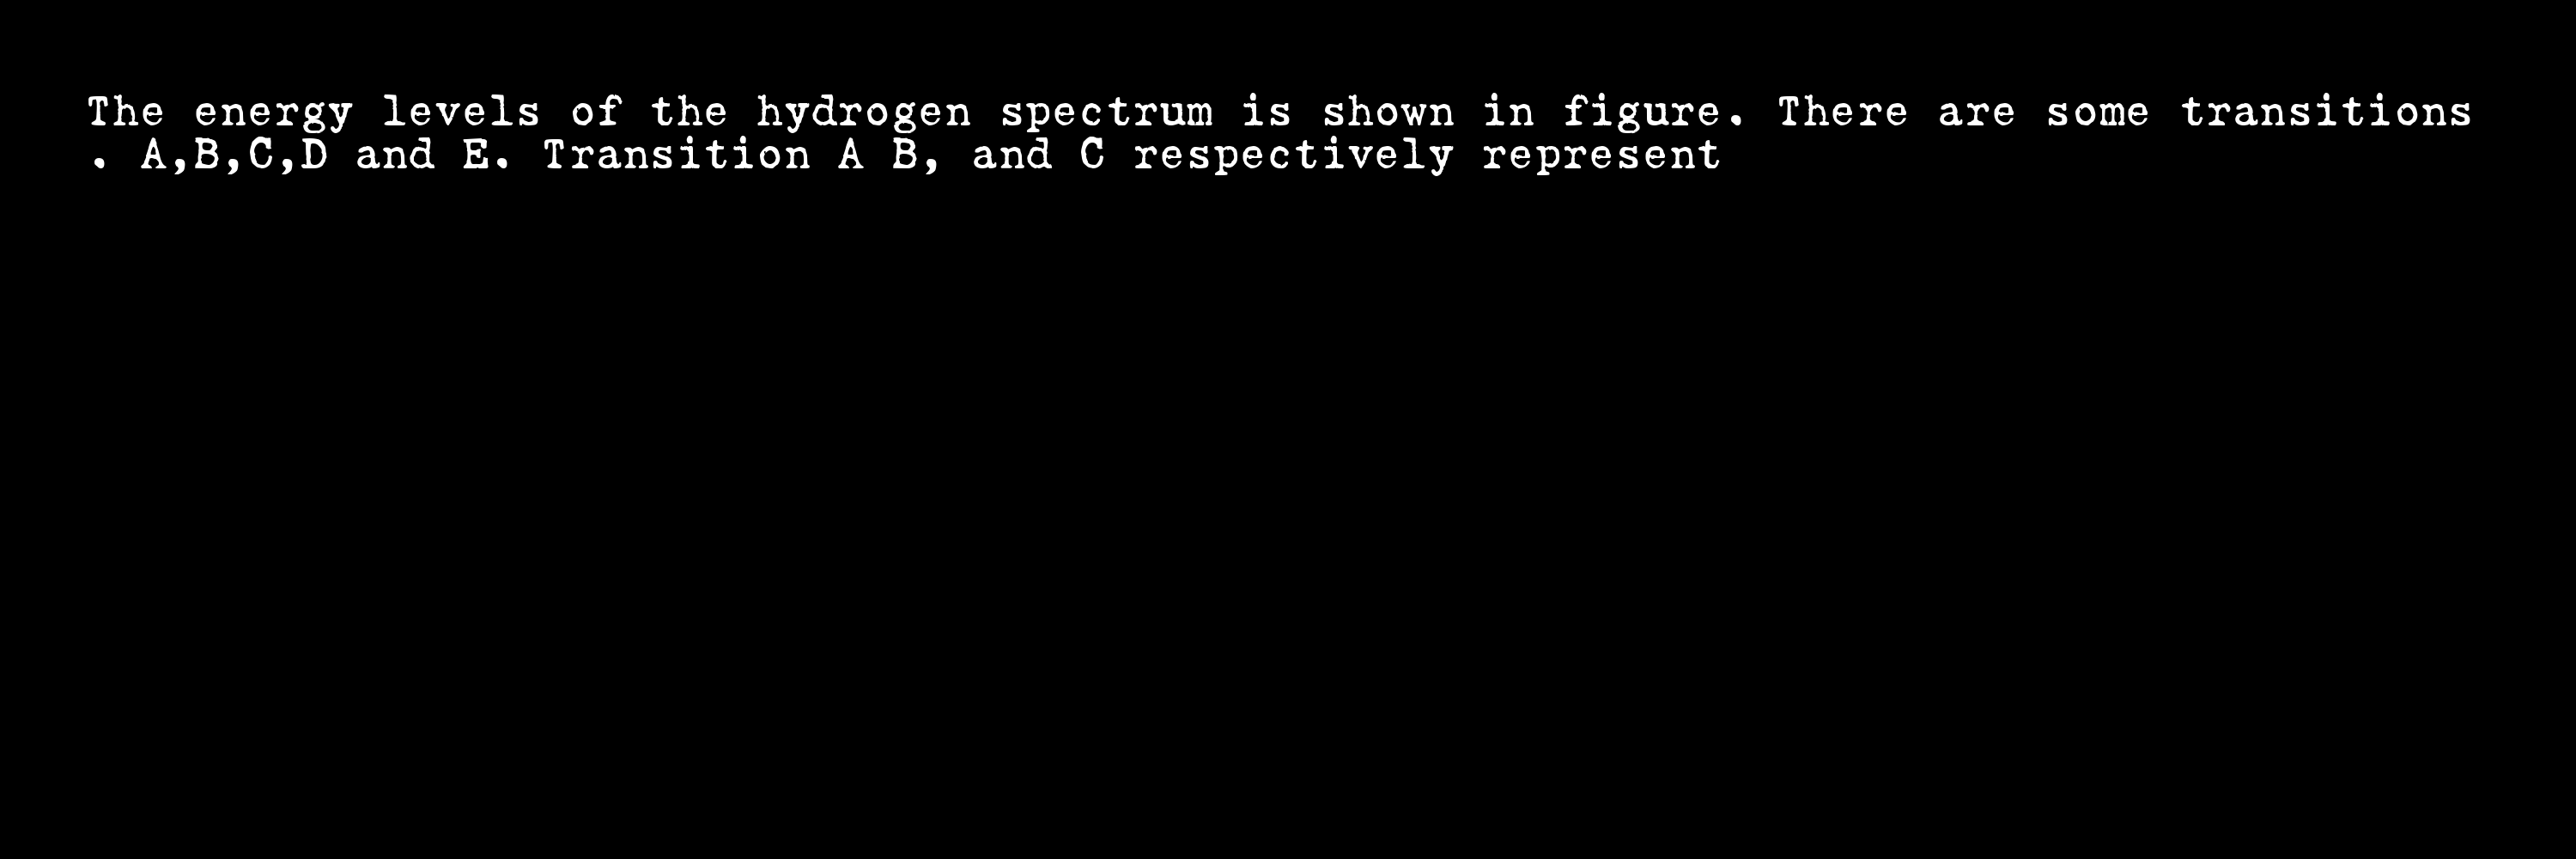 The energy levels of the hydrogen spectrum is shown in figure. There are some transitions
. A,B,C,D and E. Transition A B, and C respectively represent